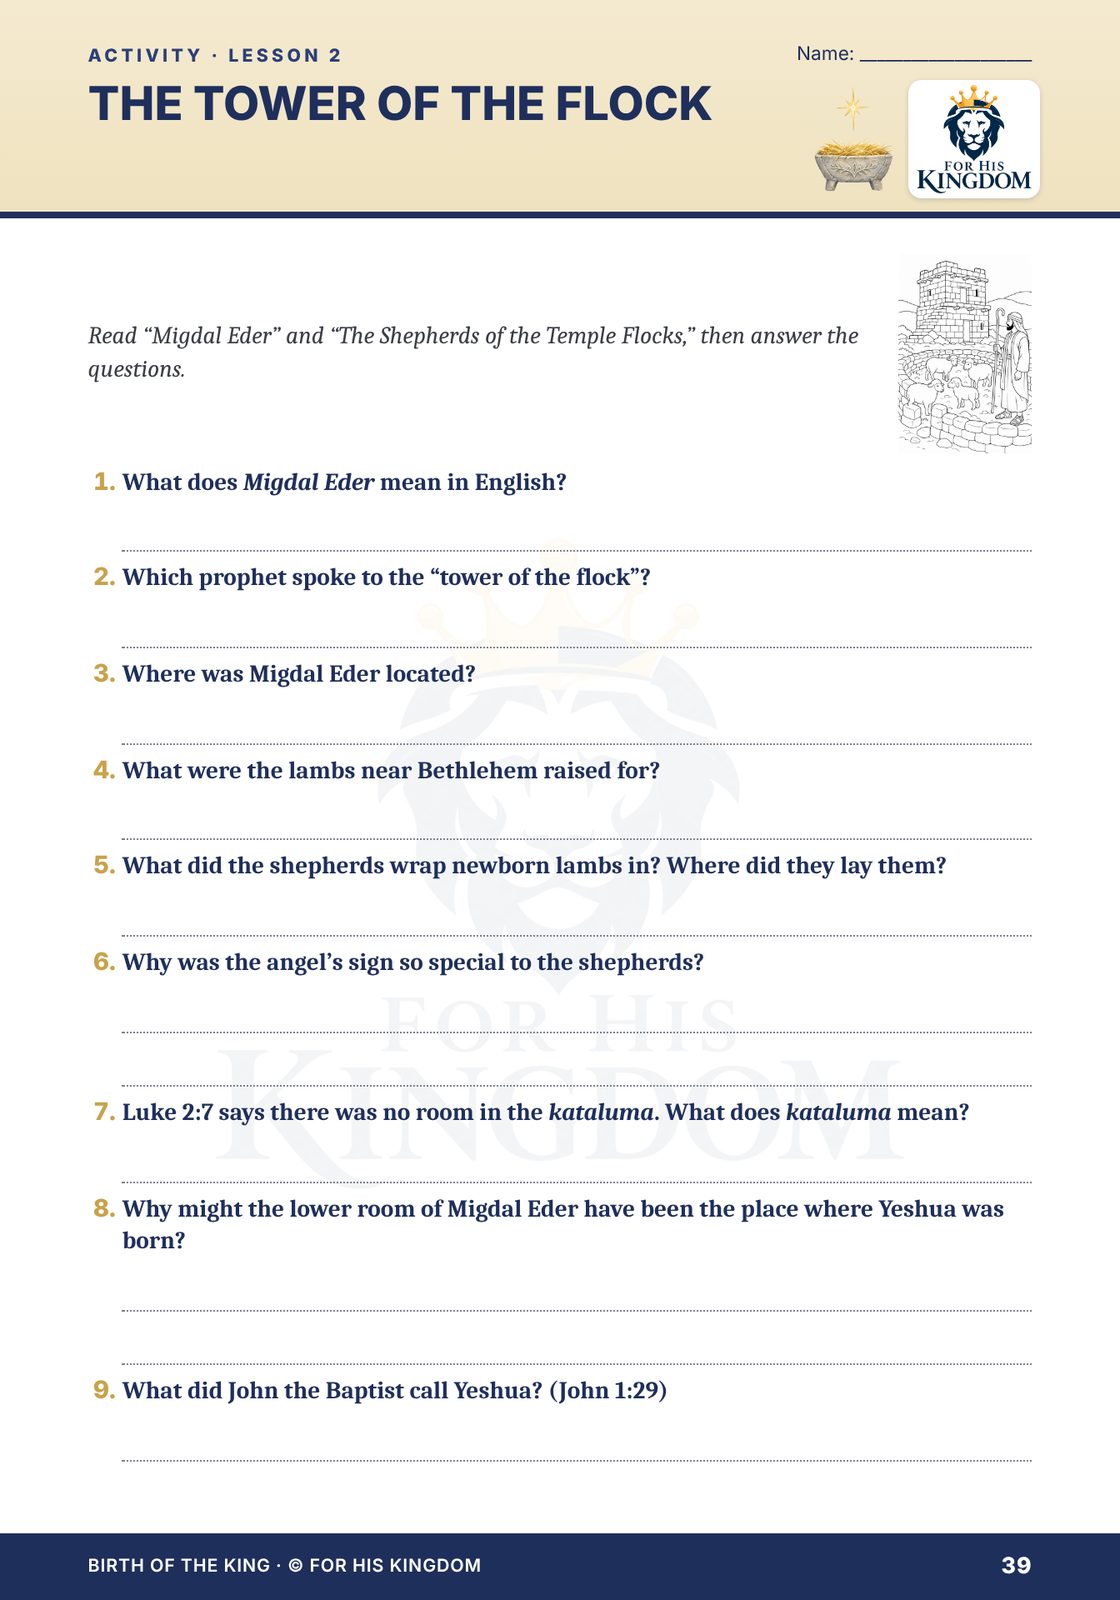 ACTIVITY · LESSON 2
Name: ____________________
THE TOWER OF THE FLOCK
FOR HIS
KINGDOM
Read “Migdal Eder” and “The Shepherds of the Temple Flocks,” then answer the
questions.
1. What does Migdal Eder mean in English?
2. Which prophet spoke to the “tower of the flock”?
3. Where was Migdal Eder located?
4. What were the lambs near Bethlehem raised for?
5. What did the shepherds wrap newborn lambs in? Where did they lay them?
6. Why was the angel’s sign so special to the shepherds?
FOR HIS
KINGDOM
7. Luke 2:7 says there was no room in the kataluma. What does kataluma mean?
8. Why might the lower room of Migdal Eder have been the place where Yeshua was
born?
9. What did John the Baptist call Yeshua? (John 1:29)
BIRTH OF THE KING · © FOR HIS KINGDOM
39